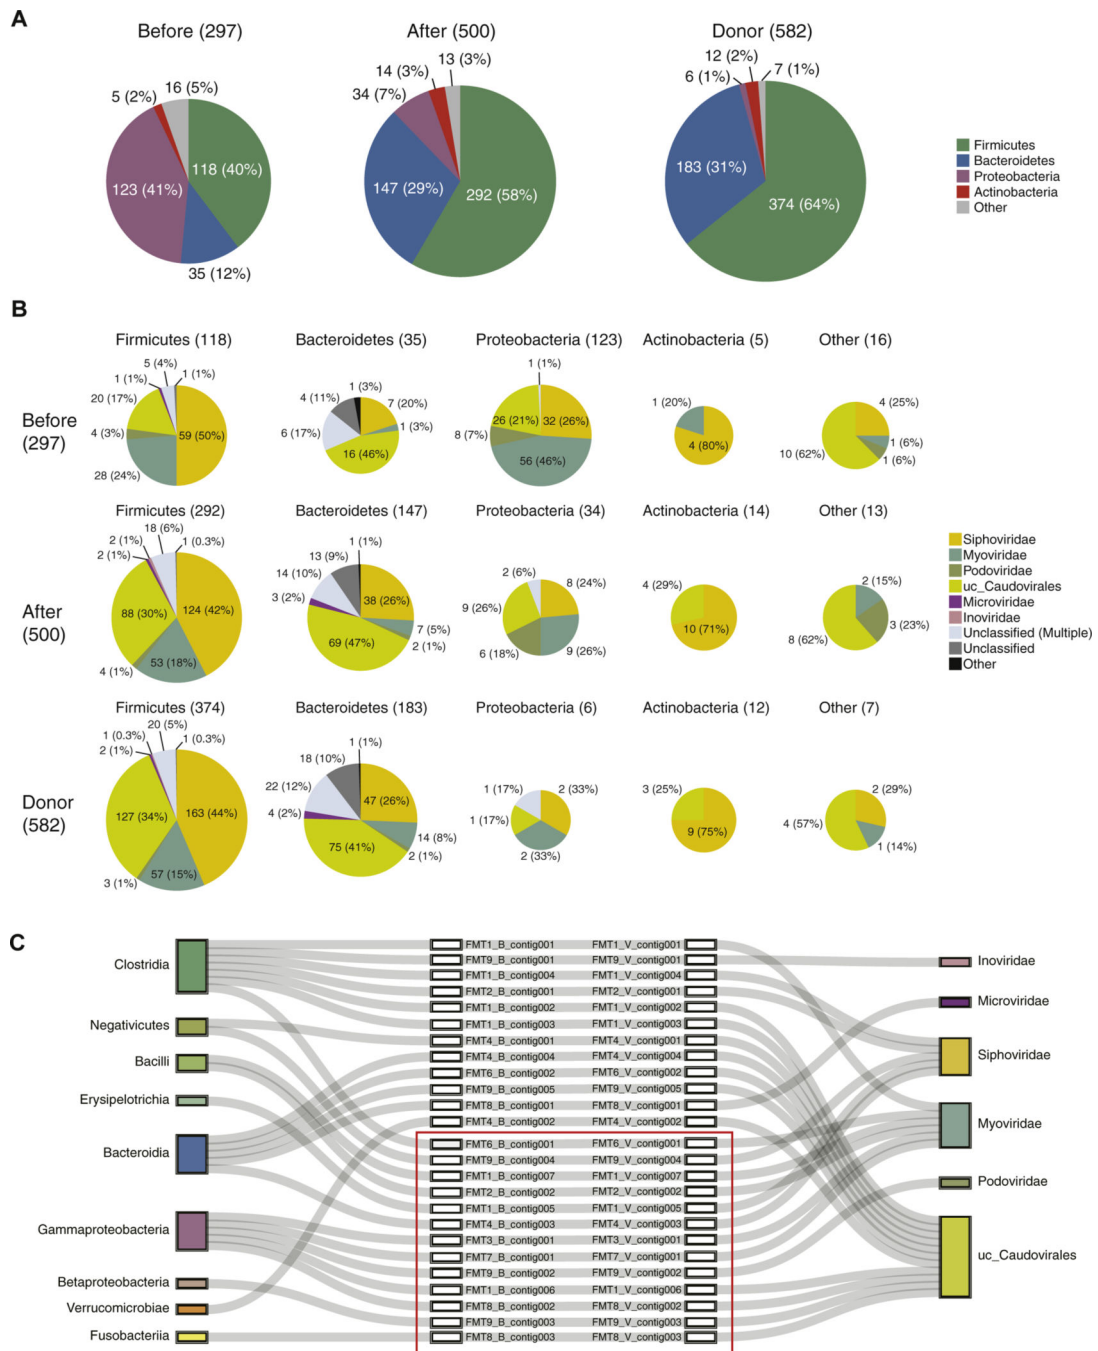 A
Before (297)
After (500)
Donor (582)
16 (5%)
5 (2%)
118 (40%)
123 (41%)
35 (12%)
13 (3%)
14 (3%)
34 (7%)
147 (29%)
292 (58%)
12 (2%)
6 (1%)
7 (1%)
183 (31%)
374 (64%)
Firmicutes
Bacteroidetes
Proteobacteria
Actinobacteria
Other
B
Firmicutes (118)
Bacteroidetes (35)
Proteobacteria (123)
Actinobacteria (5)
Other (16)
Before
(297)
5 (4%)
1 (1%)
1 (1%)
20 (17%)
4 (3%)
59 (50%)
28 (24%)
1 (3%)
4 (11%)
7 (20%)
6 (17%)
1 (3%)
16 (46%)
1 (1%)
26 (21%)
32 (26%)
8 (7%)
56 (46%)
1 (20%)
4 (80%)
4 (25%)
1 (6%)
10 (62%)
1 (6%)
Firmicutes (292)
Bacteroidetes (147)
Proteobacteria (34)
Actinobacteria (14)
Other (13)
After
(500)
18 (6%)
2 (1%)
1 (0.3%)
2 (1%)
88 (30%)
124 (42%)
53 (18%)
4 (1%)
1 (1%)
13 (9%)
14 (10%)
3 (2%)
38 (26%)
7 (5%)
69 (47%)
2 (1%)
2 (6%)
8 (24%)
9 (26%)
6 (18%)
9 (26%)
4 (29%)
10 (71%)
2 (15%)
3 (23%)
8 (62%)
Siphoviridae
Myoviridae
Podoviridae
uc_Caudovirales
Microviridae
Inoviridae
Unclassified (Multiple)
Unclassified
Other
Firmicutes (374)
Bacteroidetes (183)
Proteobacteria (6)
Actinobacteria (12)
Other (7)
Donor
(582)
20 (5%)
1 (0.3%)
1 (0.3%)
2 (1%)
127 (34%)
163 (44%)
57 (15%)
3 (1%)
1 (1%)
18 (10%)
22 (12%)
4 (2%)
47 (26%)
14 (8%)
75 (41%)
2 (1%)
1 (17%)
2 (33%)
1 (17%)
2 (33%)
3 (25%)
9 (75%)
2 (29%)
4 (57%)
1 (14%)
C
Clostridia
Negativicutes
Bacilli
Erysipelotrichia
Bacteroidia
Gammaproteobacteria
Betaproteobacteria
Verrucomicrobiae
Fusobacteriia
FMT1_B_contig001 FMT1_V_contig001
FMT9_B_contig001 FMT9_V_contig001
FMT1_B_contig004 FMT1_V_contig004
FMT2_B_contig001 FMT2_V_contig001
FMT1_B_contig002 FMT1_V_contig002
FMT1_B_contig003 FMT1_V_contig003
FMT4_B_contig001 FMT4_V_contig001
FMT4_B_contig004 FMT4_V_contig004
FMT6_B_contig002 FMT6_V_contig002
FMT9_B_contig005 FMT9_V_contig005
FMT8_B_contig001 FMT8_V_contig001
FMT4_B_contig002 FMT4_V_contig002
FMT6_B_contig001 FMT6_V_contig001
FMT9_B_contig004 FMT9_V_contig004
FMT1_B_contig007 FMT1_V_contig007
FMT2_B_contig002 FMT2_V_contig002
FMT1_B_contig005 FMT1_V_contig005
FMT4_B_contig003 FMT4_V_contig003
FMT3_B_contig001 FMT3_V_contig001
FMT7_B_contig001 FMT7_V_contig001
FMT9_B_contig002 FMT9_V_contig002
FMT1_B_contig006 FMT1_V_contig006
FMT8_B_contig002 FMT8_V_contig002
FMT9_B_contig003 FMT9_V_contig003
FMT8_B_contig003 FMT8_V_contig003
Inoviridae
Microviridae
Siphoviridae
Myoviridae
Podoviridae
uc_Caudovirales